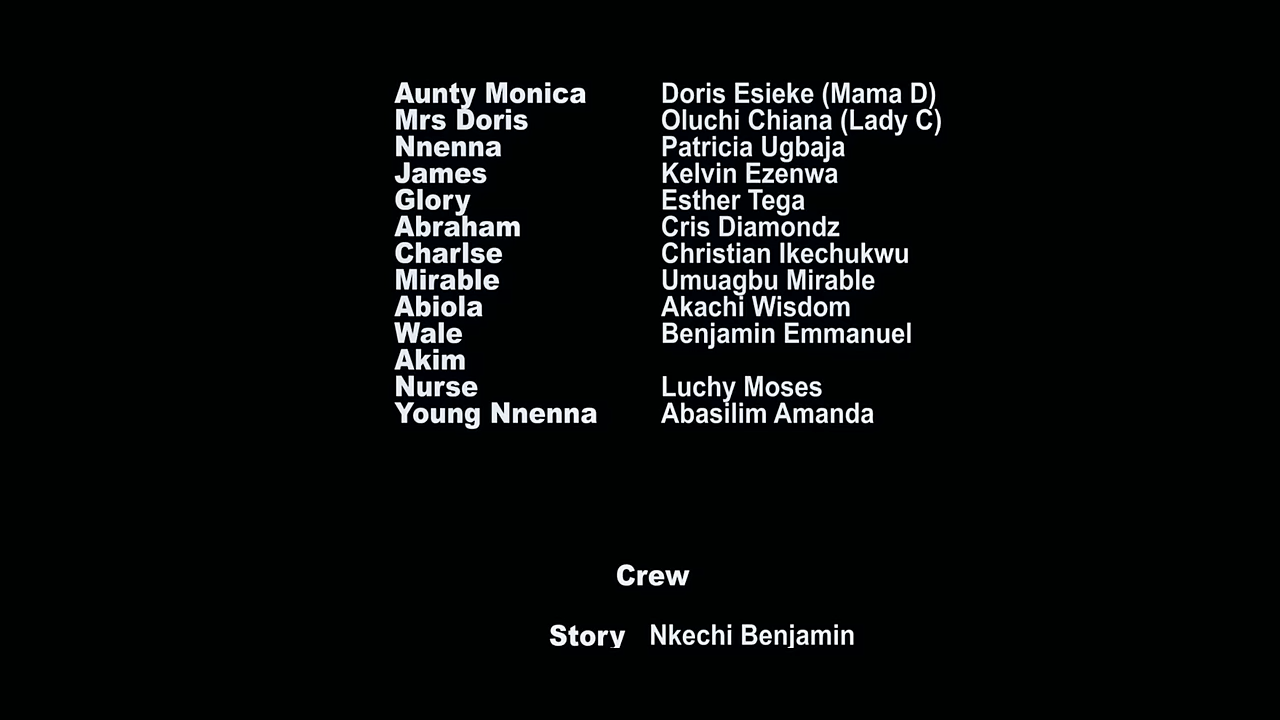 Aunty Monica Doris Esieke (Mama D)
Mrs Doris Oluchi Chiana (Lady C)
Nnenna Patricia Ugbaja
James Kelvin Ezenwa
Glory Esther Tega
Abraham Cris Diamondz
Charlse Christian Ikechukwu
Mirable Umuagbu Mirable
Abiola Akachi Wisdom
Wale Benjamin Emmanuel
Akim
Nurse Luchy Moses
Young Nnenna Abasilim Amanda
Crew
Story Nkechi Benjamin